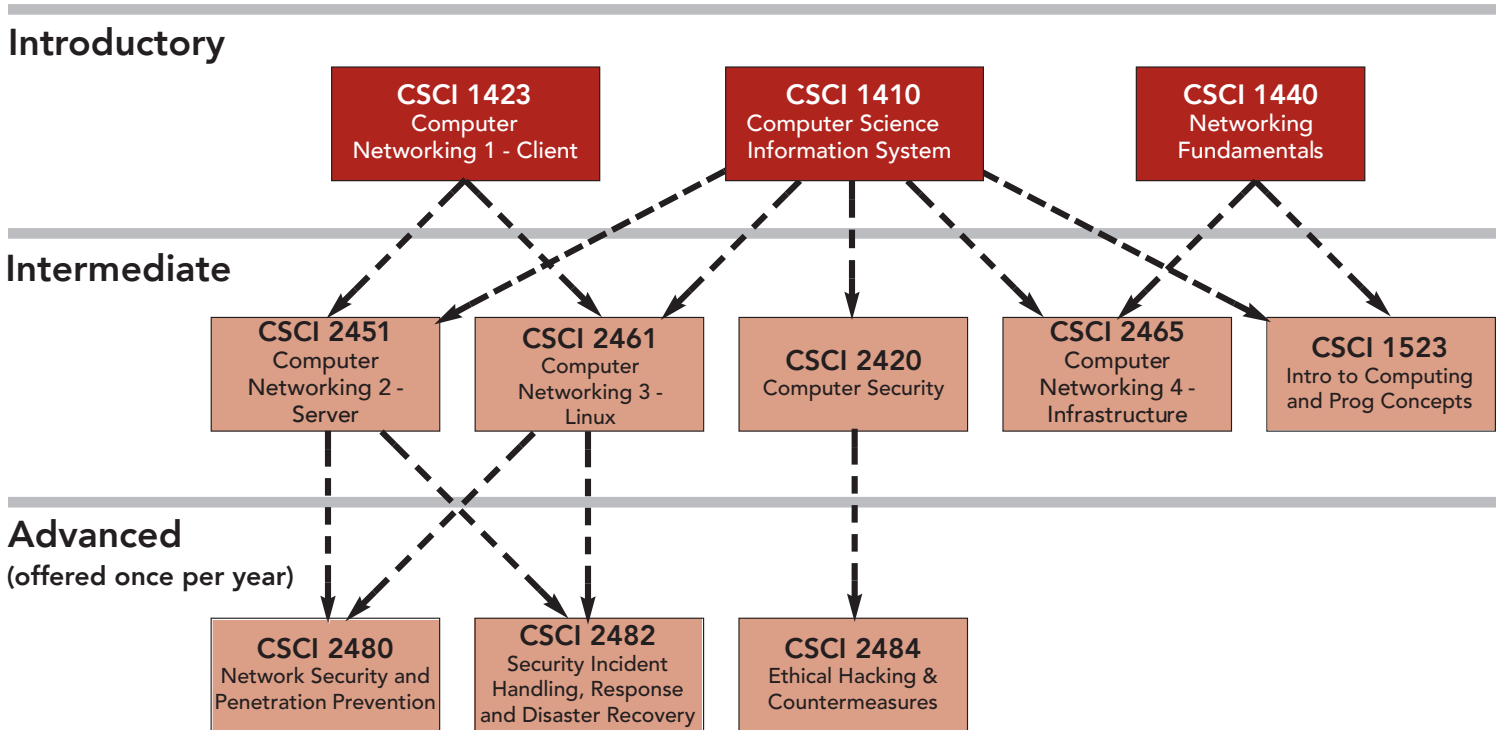 Introductory
CSCI 1423
Computer
Networking 1 - Client
CSCI 1410
Computer Science
Information System
CSCI 1440
Networking
Fundamentals
Intermediate
CSCI 2451
Computer
Networking 2 -
Server
CSCI 2461
Computer
Networking 3 -
Linux
CSCI 2420
Computer Security
CSCI 2465
Computer
Networking 4 -
Infrastructure
CSCI 1523
Intro to Computing
and Prog Concepts
Advanced
(offered once per year)
CSCI 2480
Network Security and
Penetration Prevention
CSCI 2482
Security Incident
Handling, Response
and Disaster Recovery
CSCI 2484
Ethical Hacking &
Countermeasures